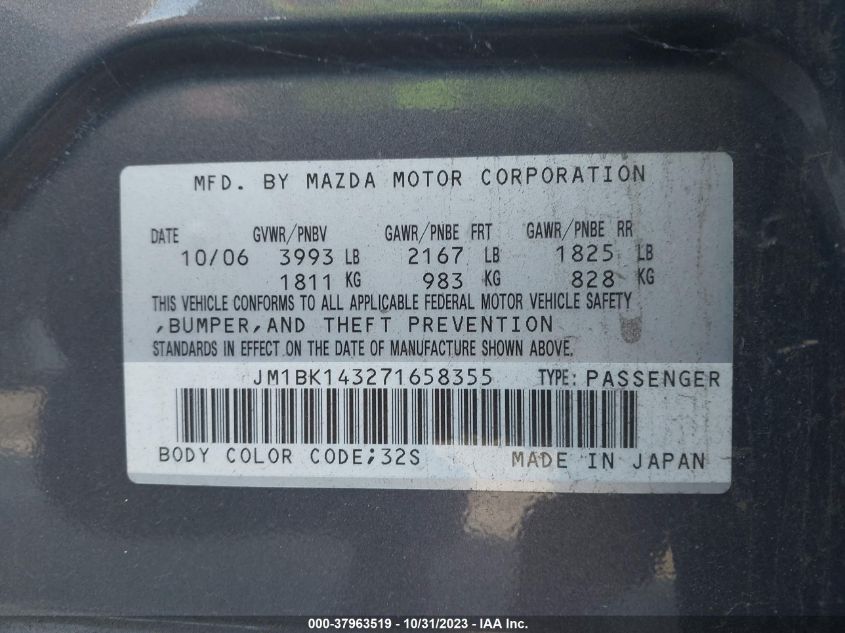 MFD. BY MAZDA MOTOR CORPORATION
DATE GVWR/PNBV GAWR/PNBE FRT GAWR/PNBE RR
10/06 3993 LB 2167 LB 1825 LB
1811 KG 983 KG 828 KG
THIS VEHICLE CONFORMS TO ALL APPLICABLE FEDERAL MOTOR VEHICLE SAFETY
,BUMPER,AND THEFT PREVENTION
STANDARDS IN EFFECT ON THE DATE OF MANUFACTURE SHOWN ABOVE.
JM1BK143271658355 TYPE: PASSENGER
BODY COLOR CODE;32S MADE IN JAPAN
000-37963519 - 10/31/2023 - IAA Inc.